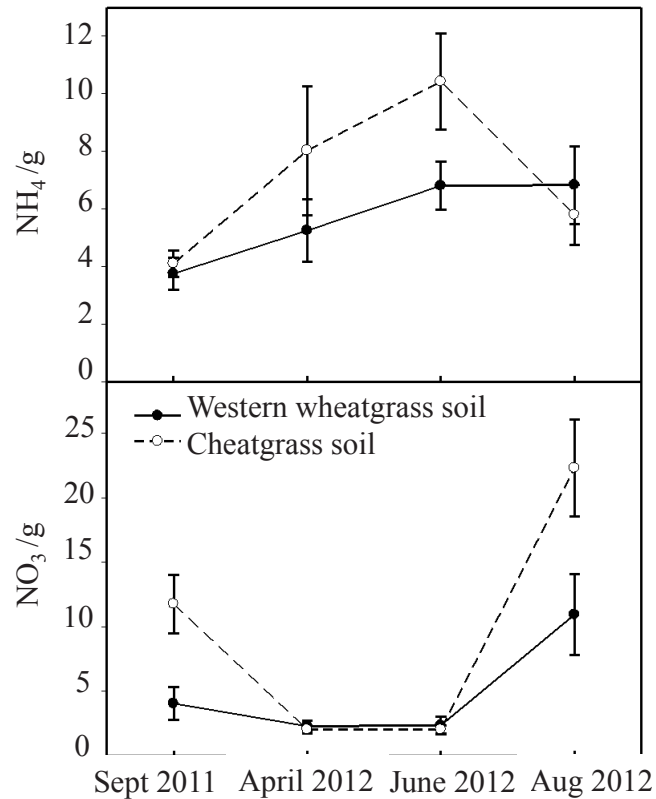 12
10
8
6
4
2
0
NH₄/g
Western wheatgrass soil
Cheatgrass soil
25
20
15
10
5
0
NO₃/g
Sept 2011 April 2012 June 2012 Aug 2012